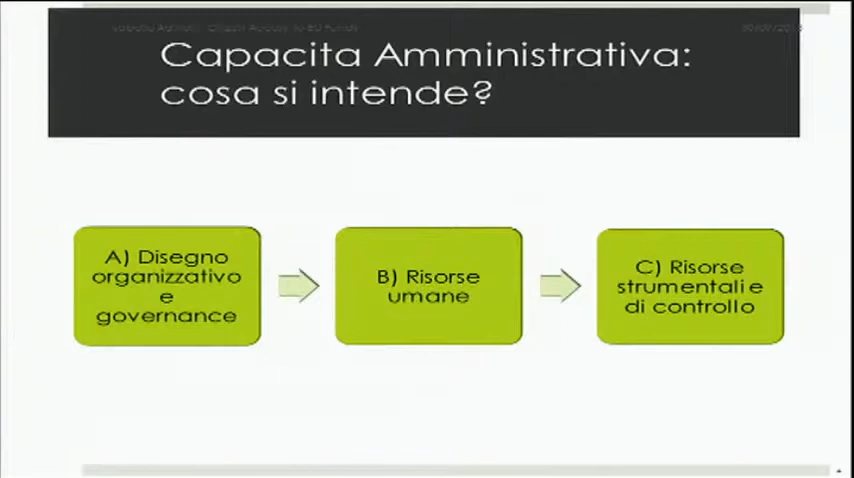 Capacita Amministrativa:
cosa si intende?
A) Disegno
organizzativo
e
governance
B) Risorse
umane
C) Risorse
strumentali e
di controllo